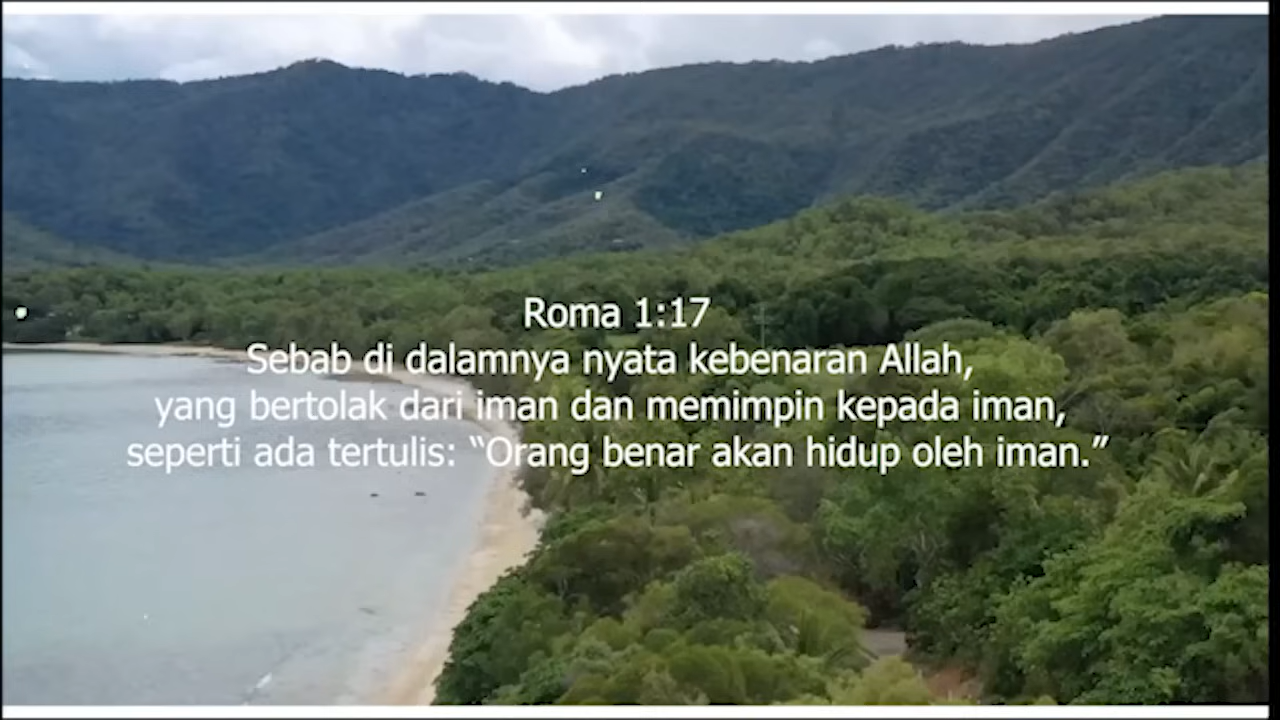 Roma 1:17
Sebab di dalamnya nyata kebenaran Allah,
yang bertolak dari iman dan memimpin kepada iman,
seperti ada tertulis: “Orang benar akan hidup oleh iman.”